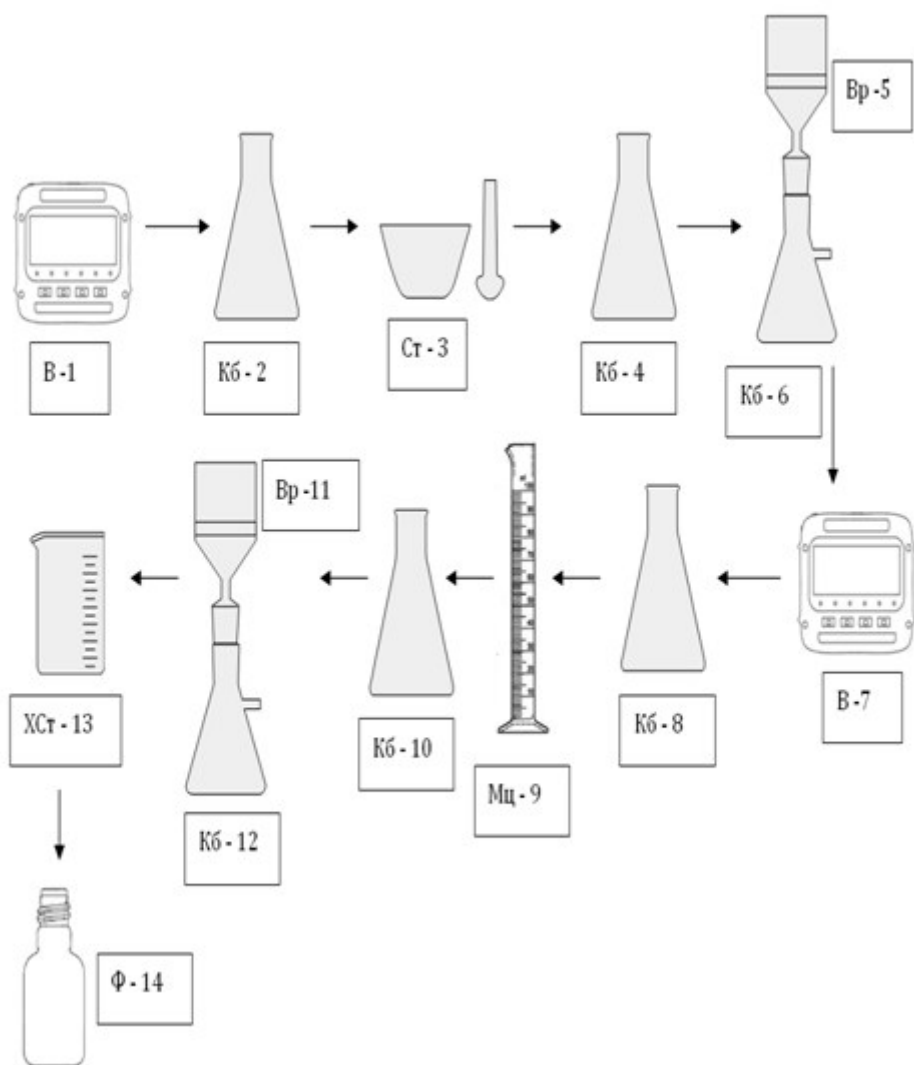 Вр -5
В -1
Кб - 2
Ст - 3
Кб - 4
Кб - 6
Вр -11
ХСт - 13
Кб - 12
Кб - 10
Мц - 9
Кб - 8
В -7
Ф - 14